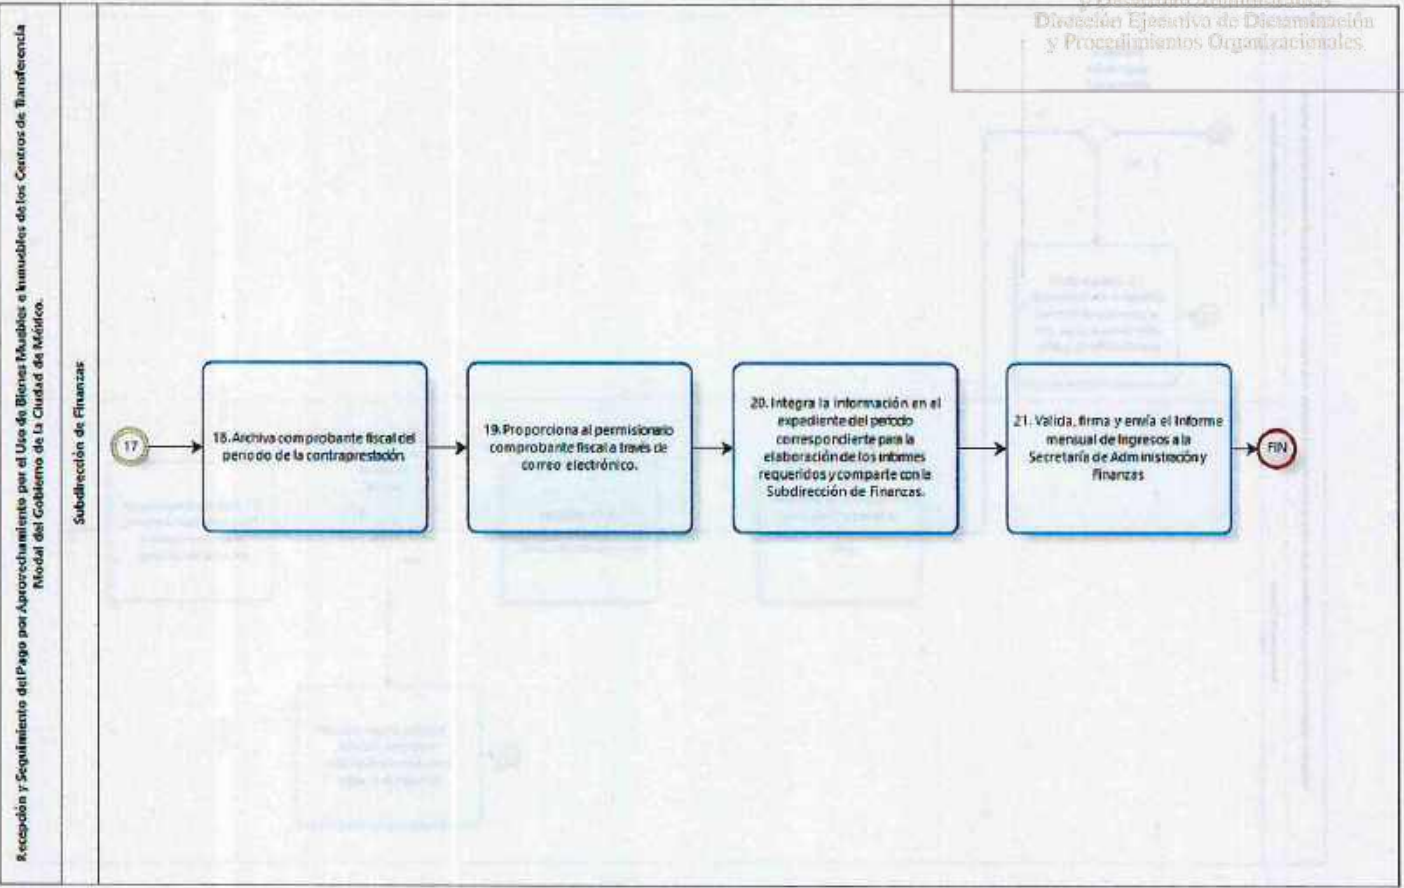 Dirección Ejecutiva de Dictaminación
y Procedimientos Organizacionales
Recepción y Seguimiento del Pago por Aprovechamiento por el Uso de Bienes Muebles e Inmuebles de los Centros de Transferencia
Modal del Gobierno de la Ciudad de México.
Subdirección de Finanzas
17
18. Archiva comprobante fiscal del
periodo de la contraprestación.
19. Proporciona al permisionario
comprobante fiscal a través de
correo electrónico.
20. Integra la información en el
expediente del periodo
correspondiente para la
elaboración de los informes
requeridos y comparte con la
Subdirección de Finanzas.
21. Valida, firma y envía el Informe
mensual de Ingresos a la
Secretaría de Administración y
Finanzas
FIN